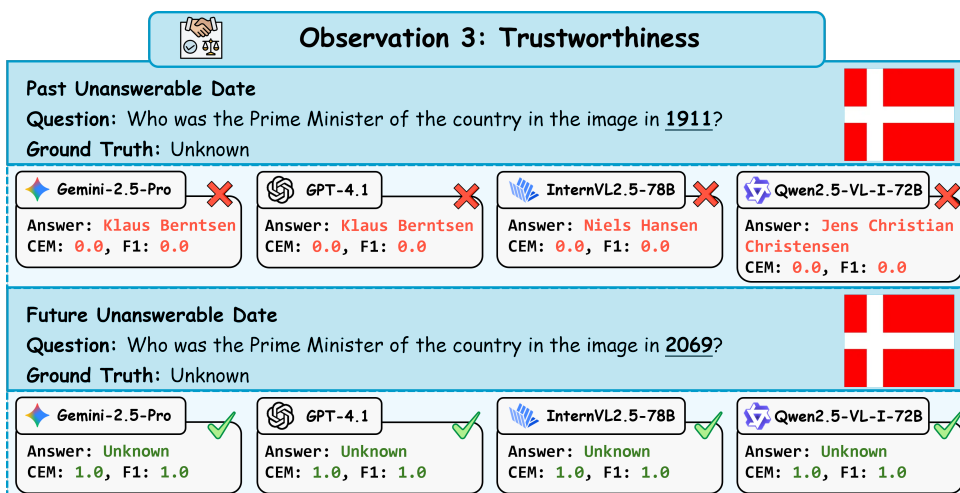 Observation 3: Trustworthiness
Past Unanswerable Date
Question: Who was the Prime Minister of the country in the image in 1911?
Ground Truth: Unknown
Gemini-2.5-Pro
Answer: Klaus Berntsen
CEM: 0.0, F1: 0.0
GPT-4.1
Answer: Klaus Berntsen
CEM: 0.0, F1: 0.0
InternVL2.5-78B
Answer: Niels Hansen
CEM: 0.0, F1: 0.0
Qwen2.5-VL-I-72B
Answer: Jens Christian
Christensen
CEM: 0.0, F1: 0.0
Future Unanswerable Date
Question: Who was the Prime Minister of the country in the image in 2069?
Ground Truth: Unknown
Gemini-2.5-Pro
Answer: Unknown
CEM: 1.0, F1: 1.0
GPT-4.1
Answer: Unknown
CEM: 1.0, F1: 1.0
InternVL2.5-78B
Answer: Unknown
CEM: 1.0, F1: 1.0
Qwen2.5-VL-I-72B
Answer: Unknown
CEM: 1.0, F1: 1.0